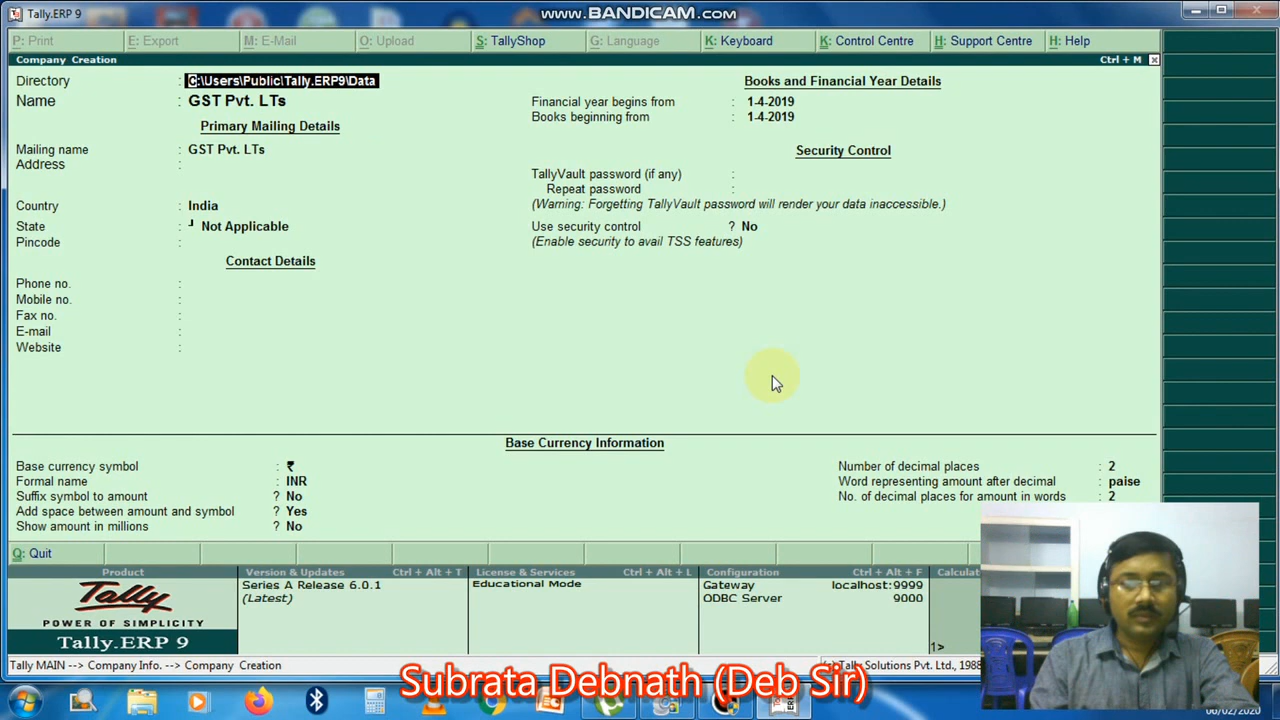 Tally.ERP 9
www.BANDICAM.com
P: Print
E: Export
M: E-Mail
O: Upload
S: TallyShop
G: Language
K: Keyboard
K: Control Centre
H: Support Centre
H: Help
Company Creation
Ctrl + M
Directory : C:\Users\Public\Tally.ERP9\Data
Name : GST Pvt. LTs
Primary Mailing Details
Mailing name : GST Pvt. LTs
Address :
Country : India
State : ┘ Not Applicable
Pincode :
Contact Details
Phone no. :
Mobile no. :
Fax no. :
E-mail :
Website :
Books and Financial Year Details
Financial year begins from : 1-4-2019
Books beginning from : 1-4-2019
Security Control
TallyVault password (if any) :
Repeat password :
(Warning: Forgetting TallyVault password will render your data inaccessible.)
Use security control ? No
(Enable security to avail TSS features)
Base Currency Information
Base currency symbol : ₹
Formal name : INR
Suffix symbol to amount ? No
Add space between amount and symbol ? Yes
Show amount in millions ? No
Number of decimal places : 2
Word representing amount after decimal : paise
No. of decimal places for amount in words : 2
Q: Quit
Product
Tally
POWER OF SIMPLICITY
Tally.ERP 9
Version & Updates Ctrl + Alt + T
Series A Release 6.0.1
(Latest)
License & Services Ctrl + Alt + L
Educational Mode
Configuration Ctrl + Alt + F
Gateway localhost:9999
ODBC Server 9000
1>
Tally MAIN --> Company Info. --> Company Creation
(c) Tally Solutions Pvt. Ltd., 1988
Subrata Debnath (Deb Sir)
06/02/2020